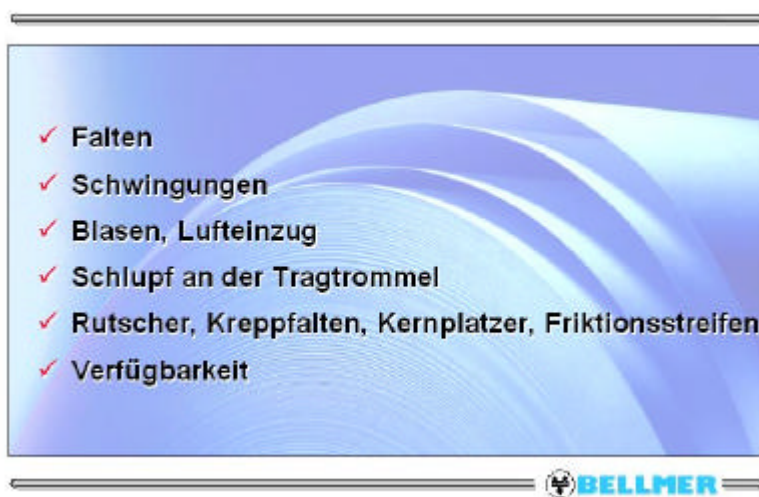 Falten
Schwingungen
Blasen, Lufteinzug
Schlupf an der Tragtrommel
Rutscher, Kreppfalten, Kernplatzer, Friktionsstreifen
Verfügbarkeit
BELLMER